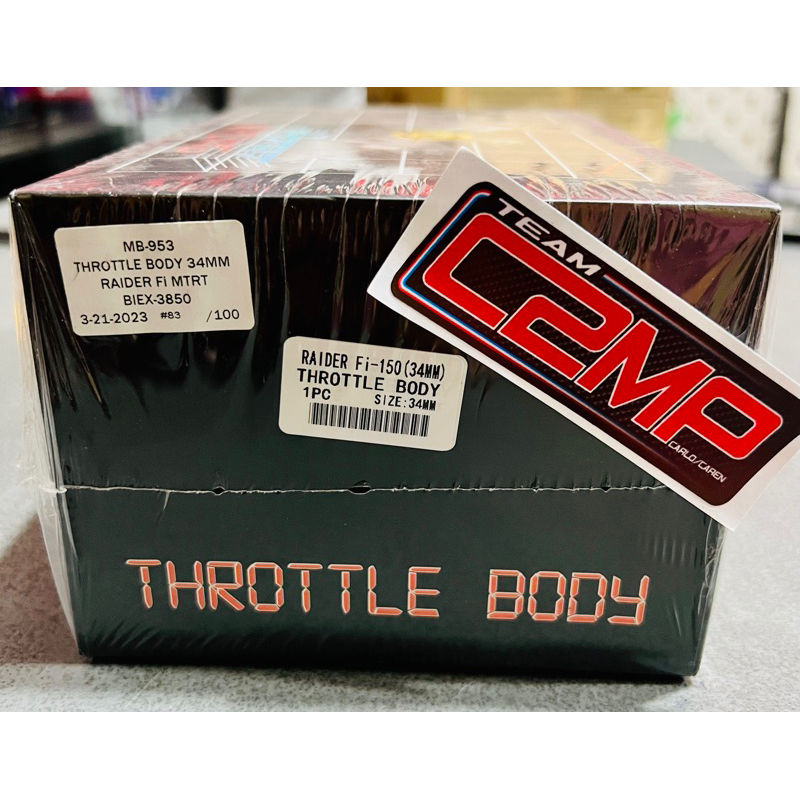 MB-953
THROTTLE BODY 34MM
RAIDER Fi MTRT
BIEX-3850
3-21-2023 #83 /100
RAIDER Fi-150(34MM)
THROTTLE BODY
1PC SIZE:34MM
TEAM
C2MP
CARLO/CAREN
THROTTLE BODY